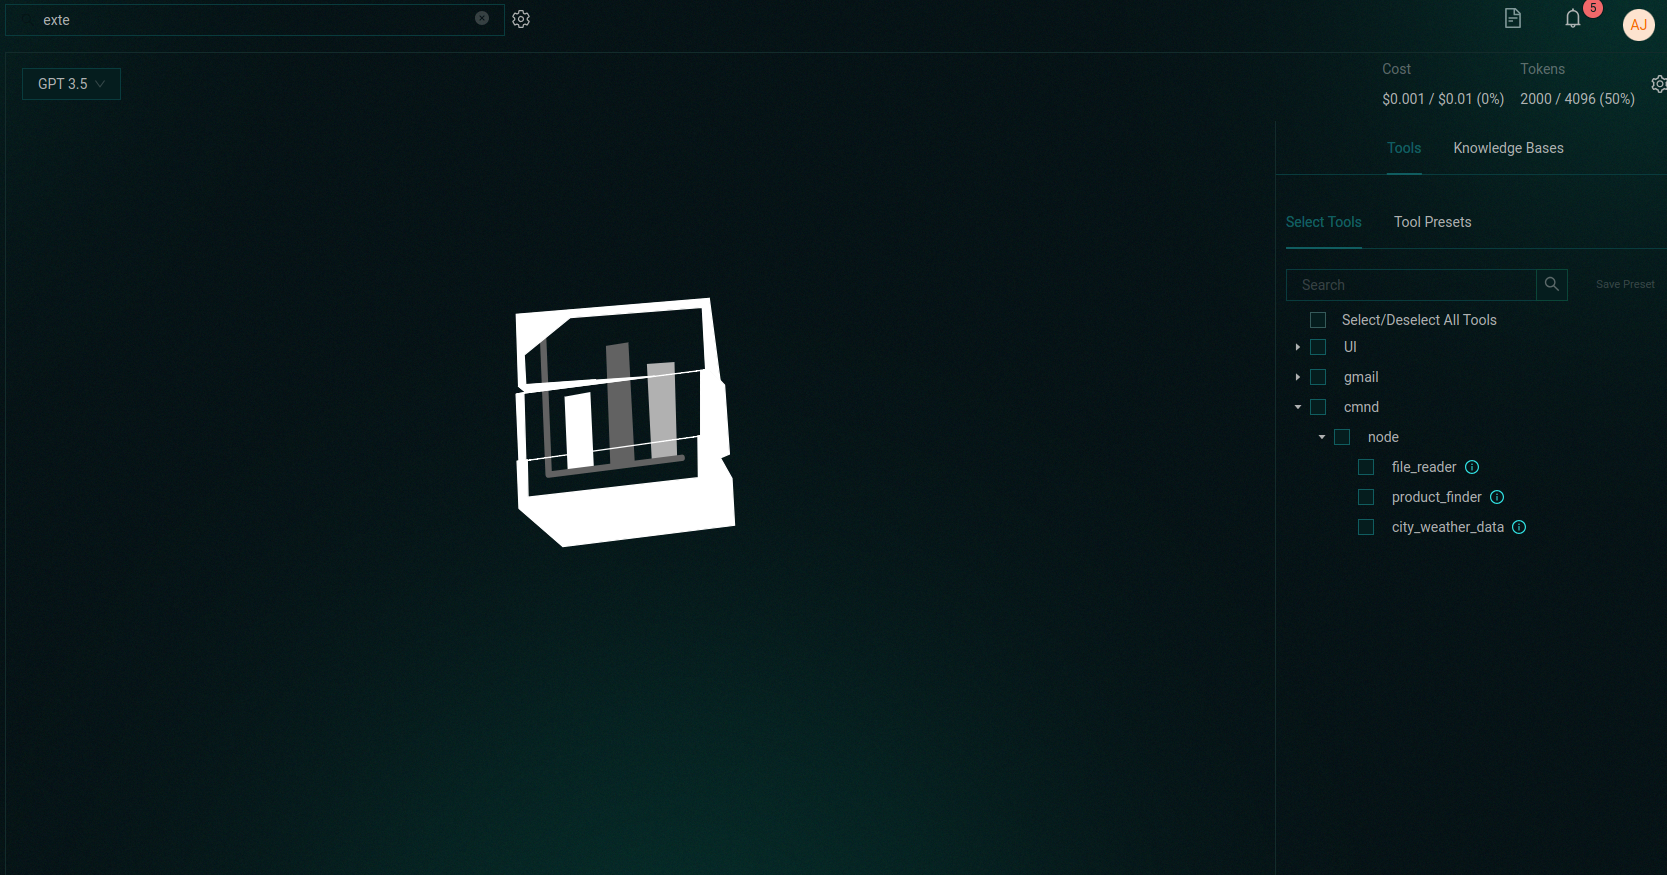 exte
5
AJ
GPT 3.5
Cost
Tokens
$0.001 / $0.01 (0%)
2000 / 4096 (50%)
Tools
Knowledge Bases
Select Tools
Tool Presets
Search
Save Preset
Select/Deselect All Tools
UI
gmail
cmnd
node
file_reader
product_finder
city_weather_data